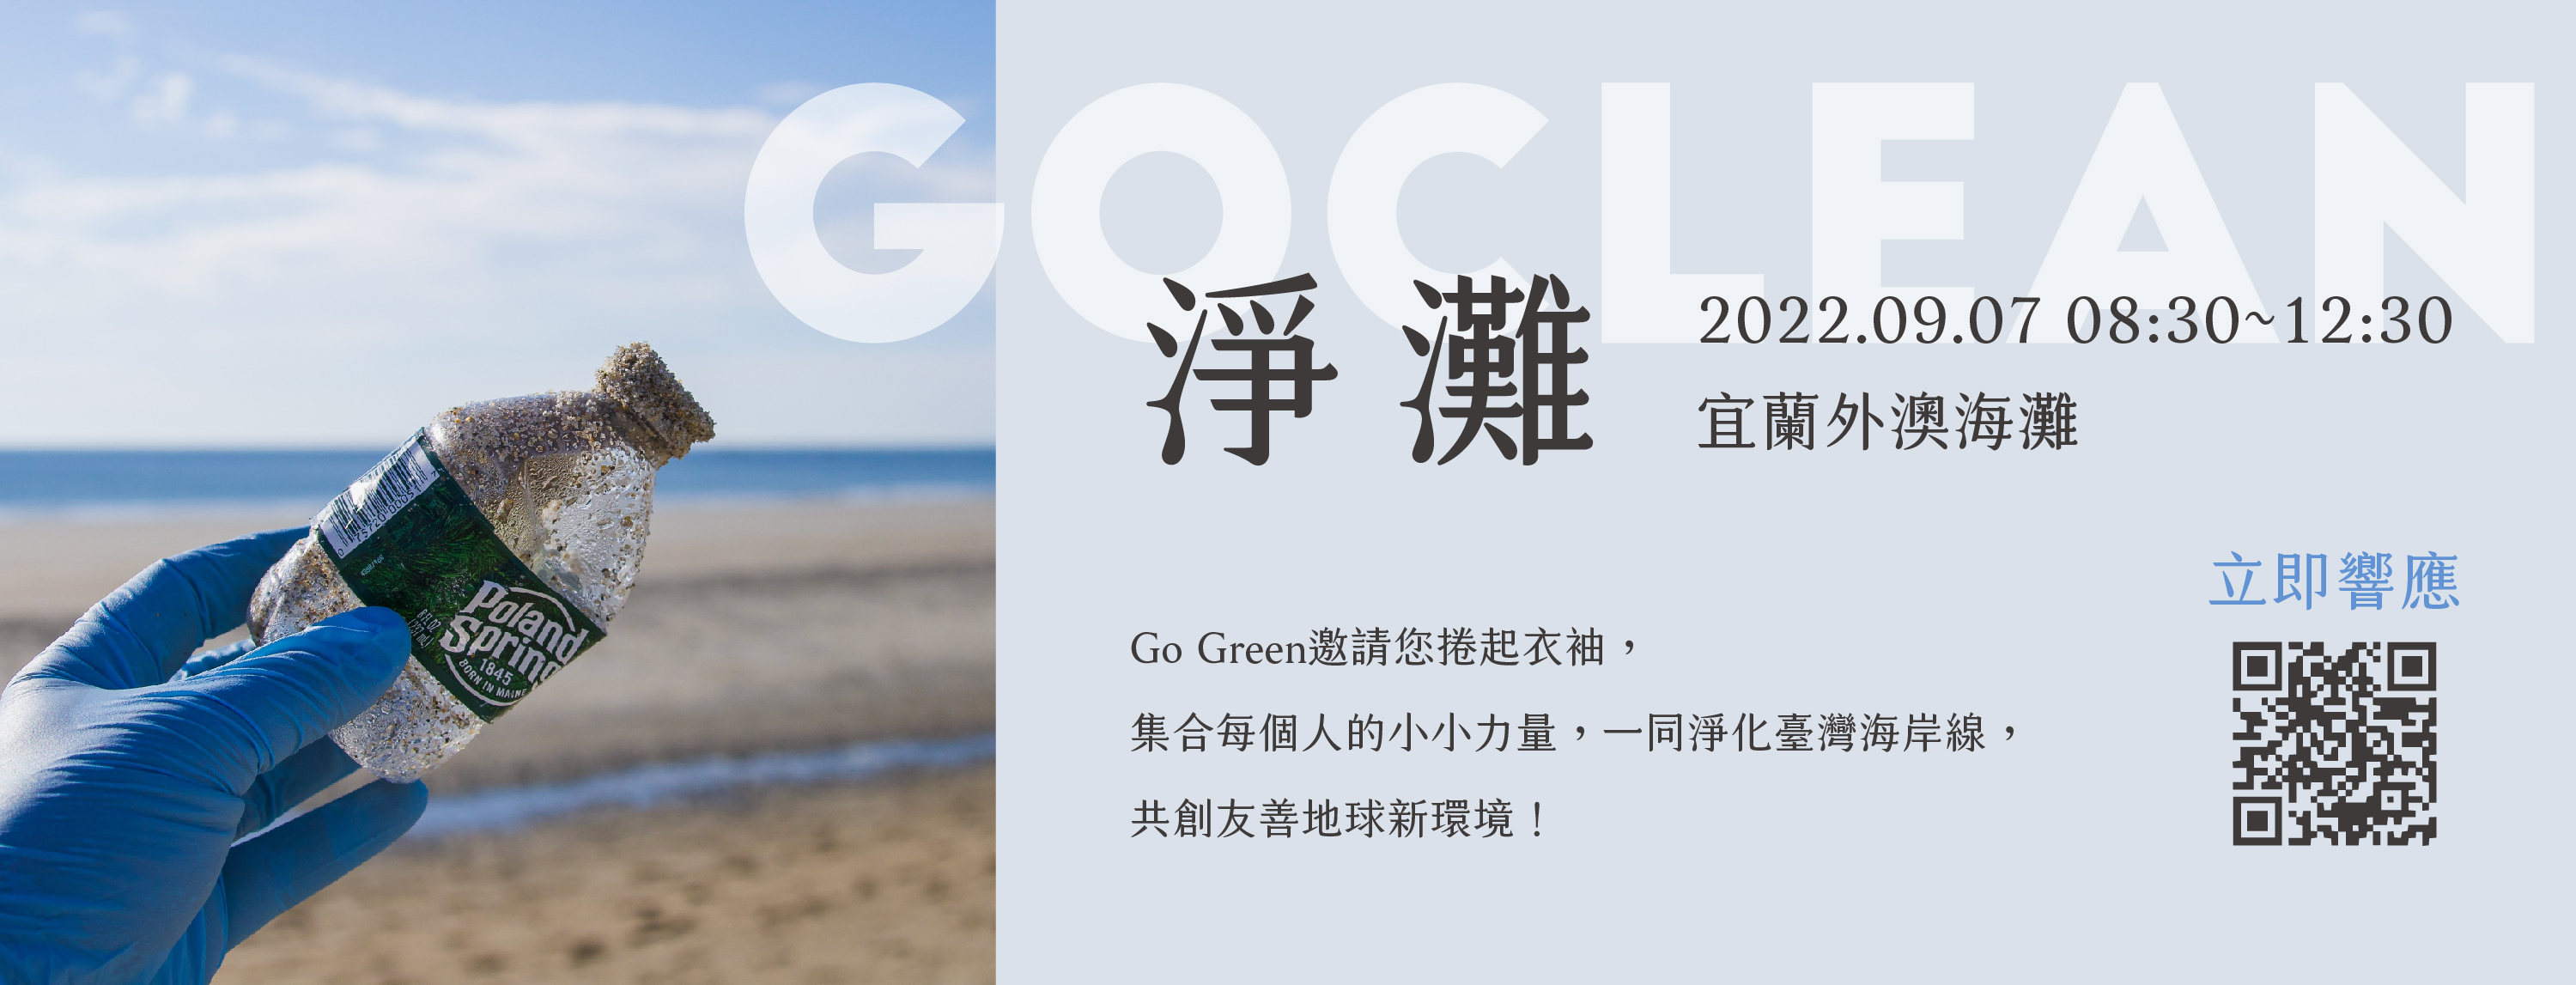 GOCLEAN
淨灘
2022.09.07 08:30~12:30
宜蘭外澳海灘
立即響應
Go Green邀請您捲起衣袖，
集合每個人的小小力量，一同淨化臺灣海岸線，
共創友善地球新環境！
Poland
Spring
1845
BORN IN MAINE